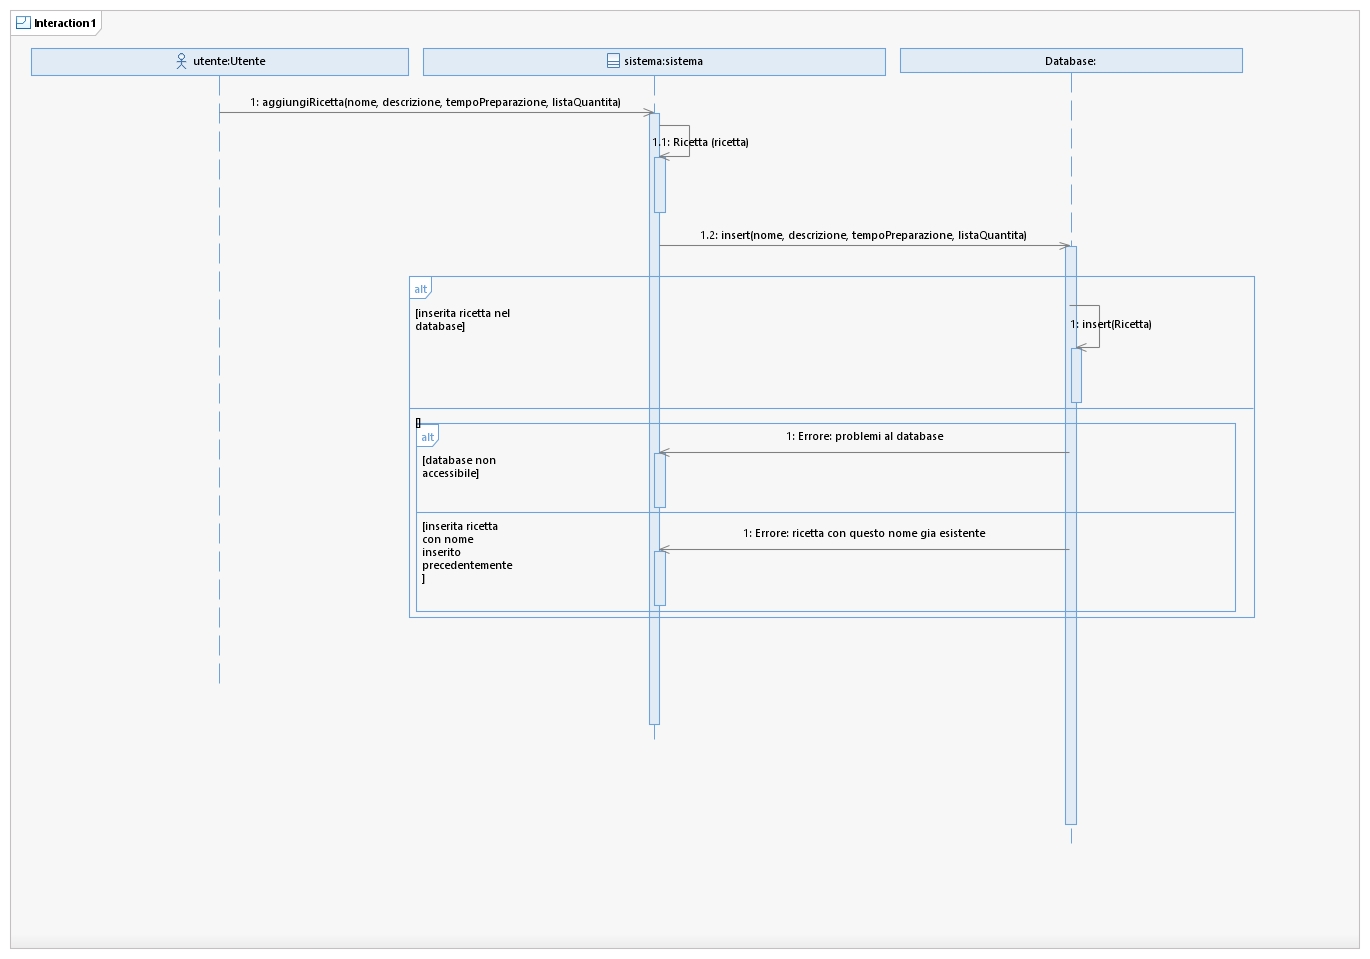 Interaction1
utente:Utente
sistema:sistema
Database:
1: aggiungiRicetta(nome, descrizione, tempoPreparazione, listaQuantita)
1.1: Ricetta (ricetta)
1.2: insert(nome, descrizione, tempoPreparazione, listaQuantita)
alt
[inserita ricetta nel
database]
1: insert(Ricetta)
[]
alt
1: Errore: problemi al database
[database non
accessibile]
[inserita ricetta
con nome
inserito
precedentemente
]
1: Errore: ricetta con questo nome gia esistente